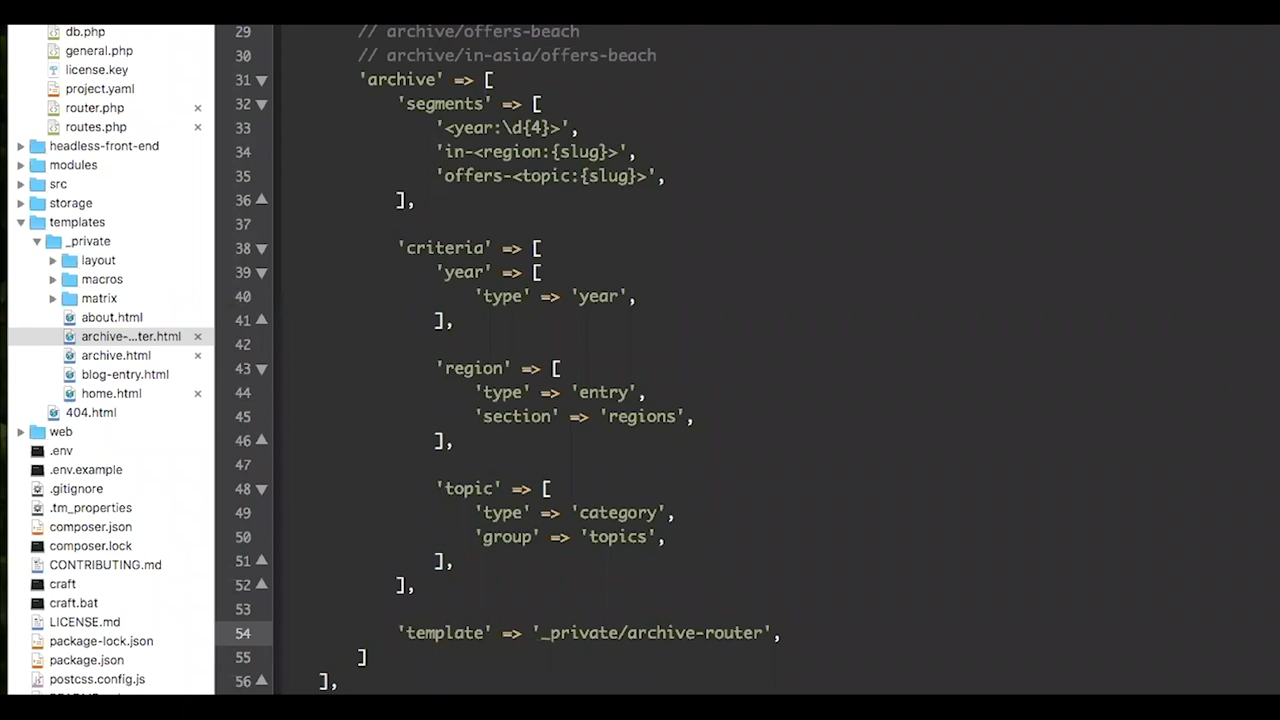 db.php
general.php
license.key
project.yaml
router.php ×
routes.php ×
headless-front-end
modules
src
storage
templates
_private
layout
macros
matrix
about.html
archive-...ter.html ×
archive.html ×
blog-entry.html
home.html ×
404.html
web
.env
.env.example
.gitignore
.tm_properties
composer.json
composer.lock
CONTRIBUTING.md
craft
craft.bat
LICENSE.md
package-lock.json
package.json
postcss.config.js
29 // archive/offers-beach
30 // archive/in-asia/offers-beach
31 'archive' => [
32 'segments' => [
33 '<year:\d{4}>',
34 'in-<region:{slug}>',
35 'offers-<topic:{slug}>',
36 ],
37
38 'criteria' => [
39 'year' => [
40 'type' => 'year',
41 ],
42
43 'region' => [
44 'type' => 'entry',
45 'section' => 'regions',
46 ],
47
48 'topic' => [
49 'type' => 'category',
50 'group' => 'topics',
51 ],
52 ],
53
54 'template' => '_private/archive-router',
55 ]
56 ],